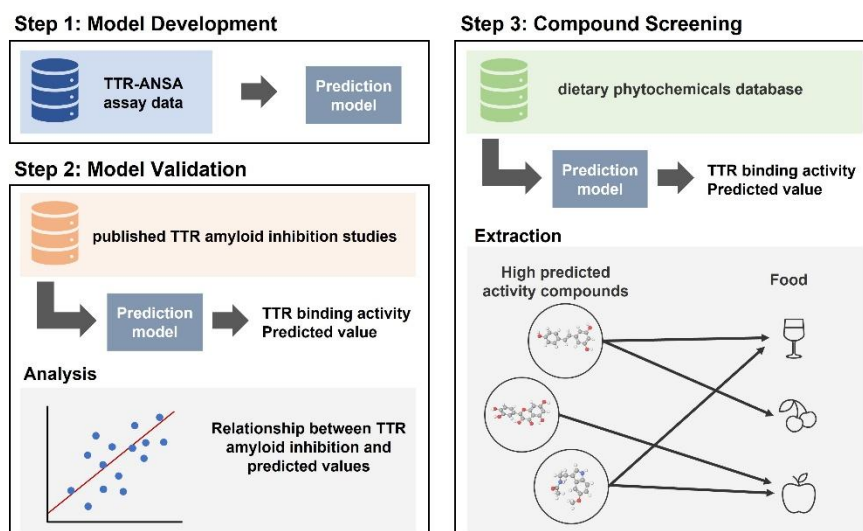 Step 1: Model Development
TTR-ANSA
assay data
Prediction
model
Step 2: Model Validation
published TTR amyloid inhibition studies
Prediction
model
TTR binding activity
Predicted value
Analysis
Relationship between TTR
amyloid inhibition and
predicted values
Step 3: Compound Screening
dietary phytochemicals database
Prediction
model
TTR binding activity
Predicted value
Extraction
High predicted
activity compounds
Food